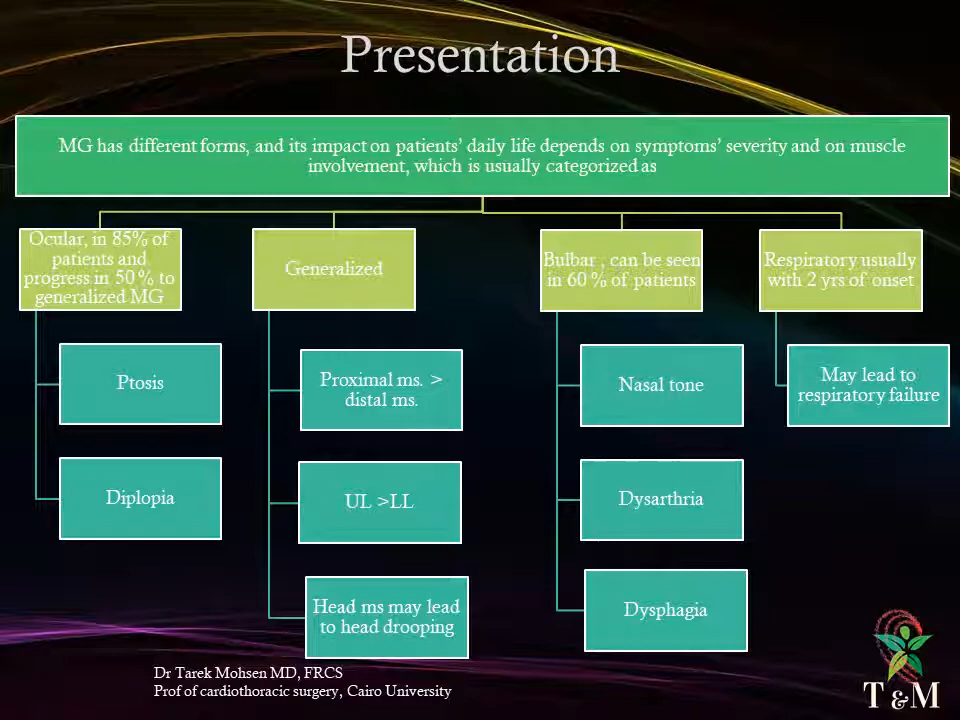 Presentation
MG has different forms, and its impact on patients’ daily life depends on symptoms’ severity and on muscle
involvement, which is usually categorized as
Ocular, in 85% of
patients and
progress in 50 % to
generalized MG
Ptosis
Diplopia
Generalized
Proximal ms. >
distal ms.
UL >LL
Head ms may lead
to head drooping
Bulbar , can be seen
in 60 % of patients
Nasal tone
Dysarthria
Dysphagia
Respiratory usually
with 2 yrs of onset
May lead to
respiratory failure
Dr Tarek Mohsen MD, FRCS
Prof of cardiothoracic surgery, Cairo University
T & M